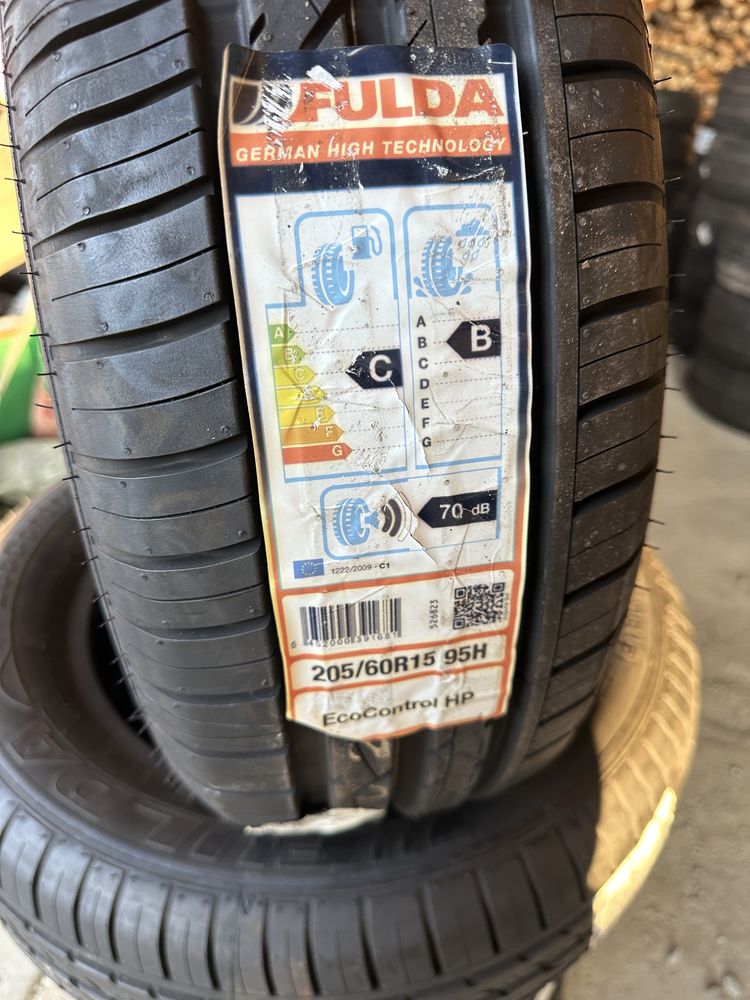 FULDA
GERMAN HIGH TECHNOLOGY
A
B
C
E
F
G
C
A
B
C
D
E
F
G
B
70 dB
1222/2009 - C1
526823
205/60R15 95H
EcoControl HP